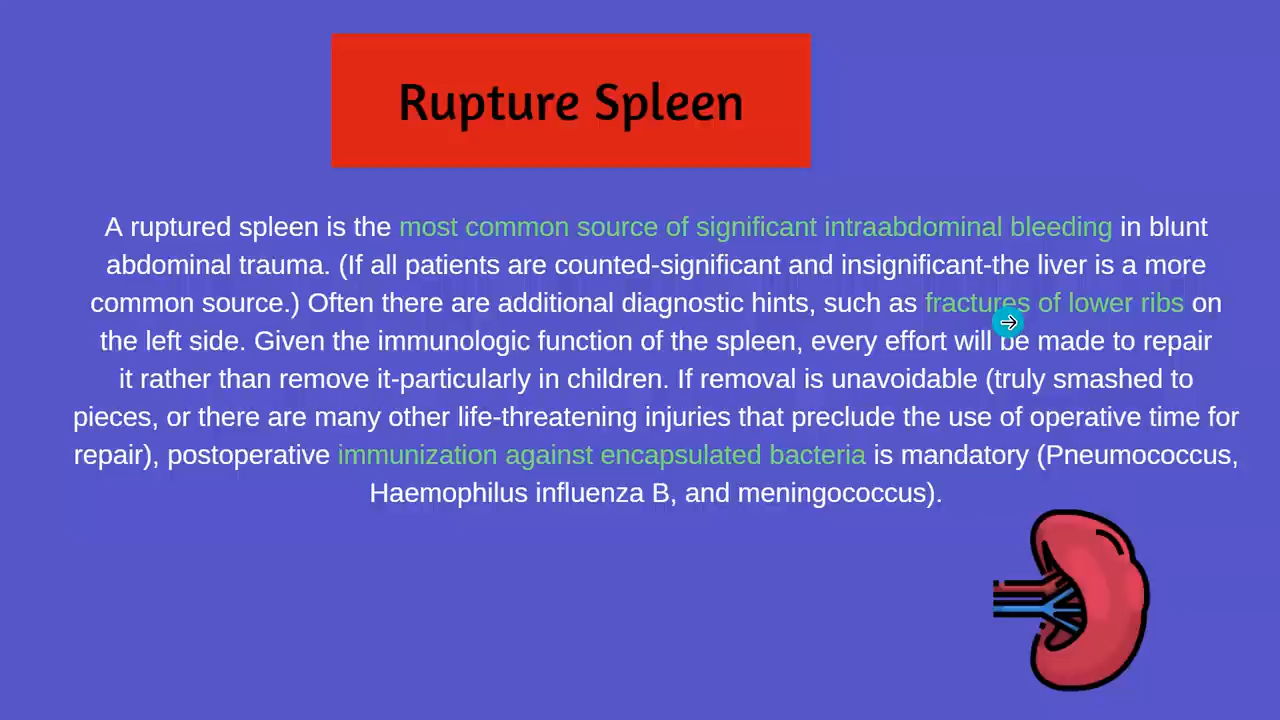 Rupture Spleen
A ruptured spleen is the most common source of significant intraabdominal bleeding in blunt
abdominal trauma. (If all patients are counted-significant and insignificant-the liver is a more
common source.) Often there are additional diagnostic hints, such as fractures of lower ribs on
the left side. Given the immunologic function of the spleen, every effort will be made to repair
it rather than remove it-particularly in children. If removal is unavoidable (truly smashed to
pieces, or there are many other life-threatening injuries that preclude the use of operative time for
repair), postoperative immunization against encapsulated bacteria is mandatory (Pneumococcus,
Haemophilus influenza B, and meningococcus).